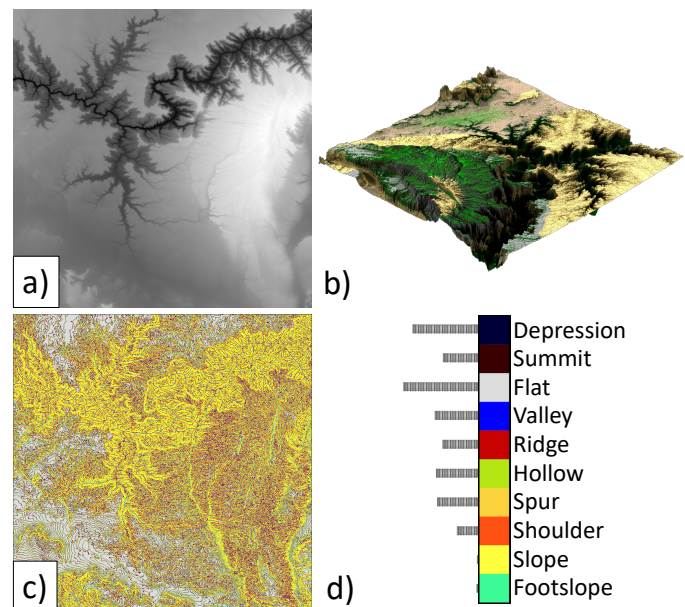 a)
b)
c)
d)
Depression
Summit
Flat
Valley
Ridge
Hollow
Spur
Shoulder
Slope
Footslope